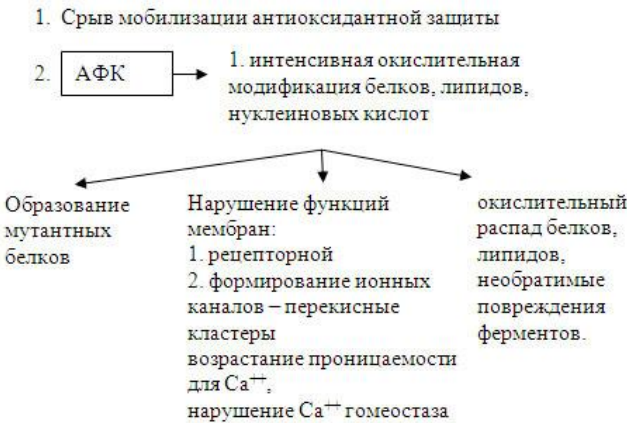 1. Срыв мобилизации антиоксидантной защиты
2. АФК
1. интенсивная окислительная
модификация белков, липидов,
нуклеиновых кислот
Образование
мутантных
белков
Нарушение функций
мембран:
1. рецепторной
2. формирование ионных
каналов – перекисные
кластеры
возрастание проницаемости
для Ca⁺⁺,
нарушение Ca⁺⁺ гомеостаза
окислительный
распад белков,
липидов,
необратимые
повреждения
ферментов.